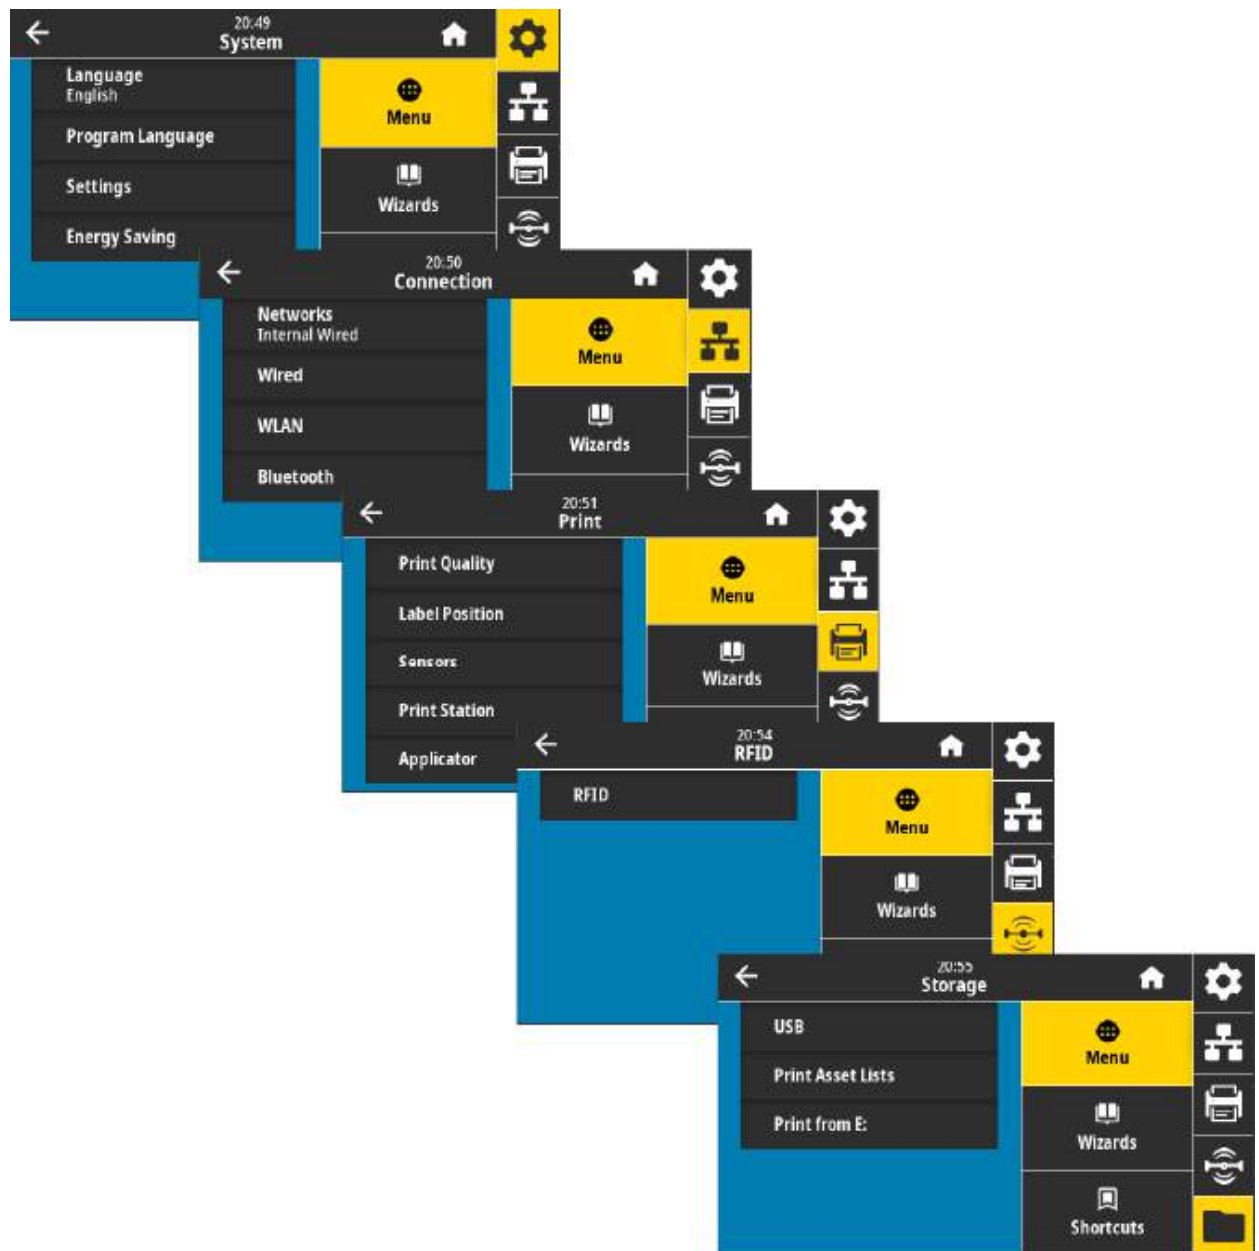 20:49
System
Language
English
Program Language
Settings
Energy Saving
Menu
Wizards
20:50
Connection
Networks
Internal Wired
Wired
WLAN
Bluetooth
Menu
Wizards
20:51
Print
Print Quality
Label Position
Sensors
Print Station
Applicator
Menu
Wizards
20:54
RFID
RFID
Menu
Wizards
20:55
Storage
USB
Print Asset Lists
Print from E:
Menu
Wizards
Shortcuts